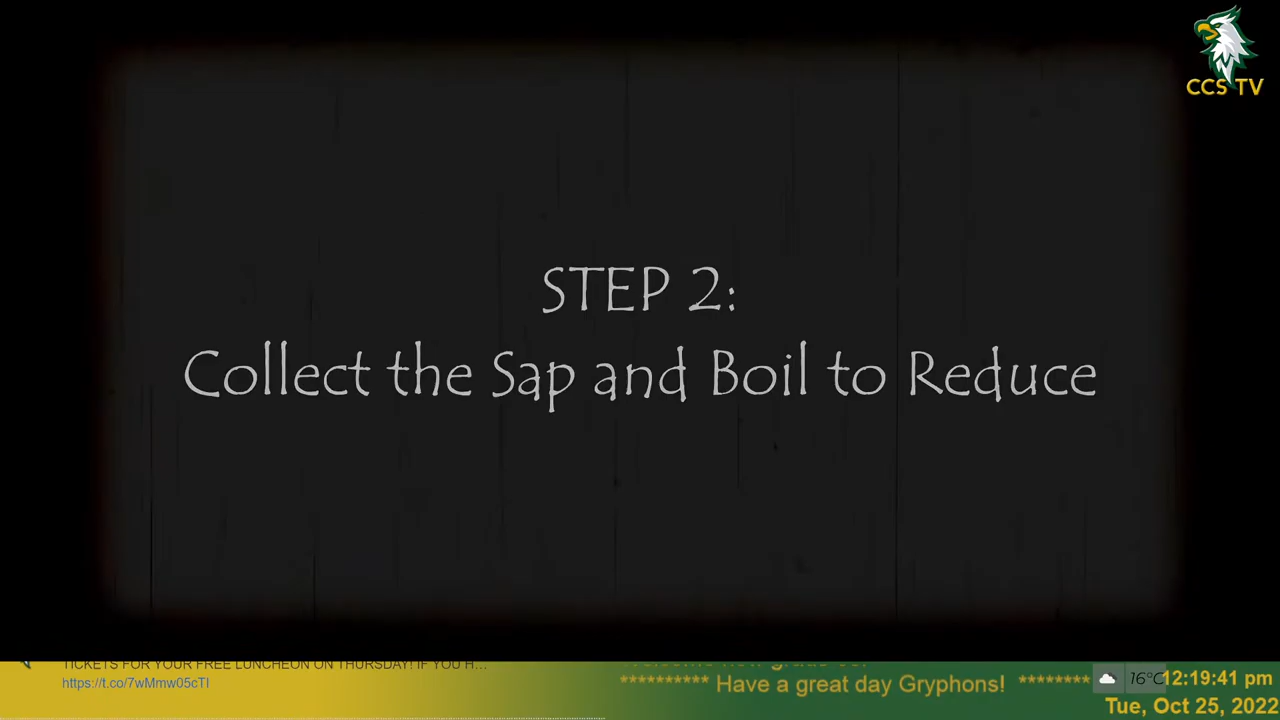 CCS TV
STEP 2:
Collect the Sap and Boil to Reduce
TICKETS FOR YOUR FREE LUNCHEON ON THURSDAY! IF YOU H...
https://t.co/7wMmw05cTI
********** Have a great day Gryphons! ********
16°C
12:19:41 pm
Tue, Oct 25, 2022